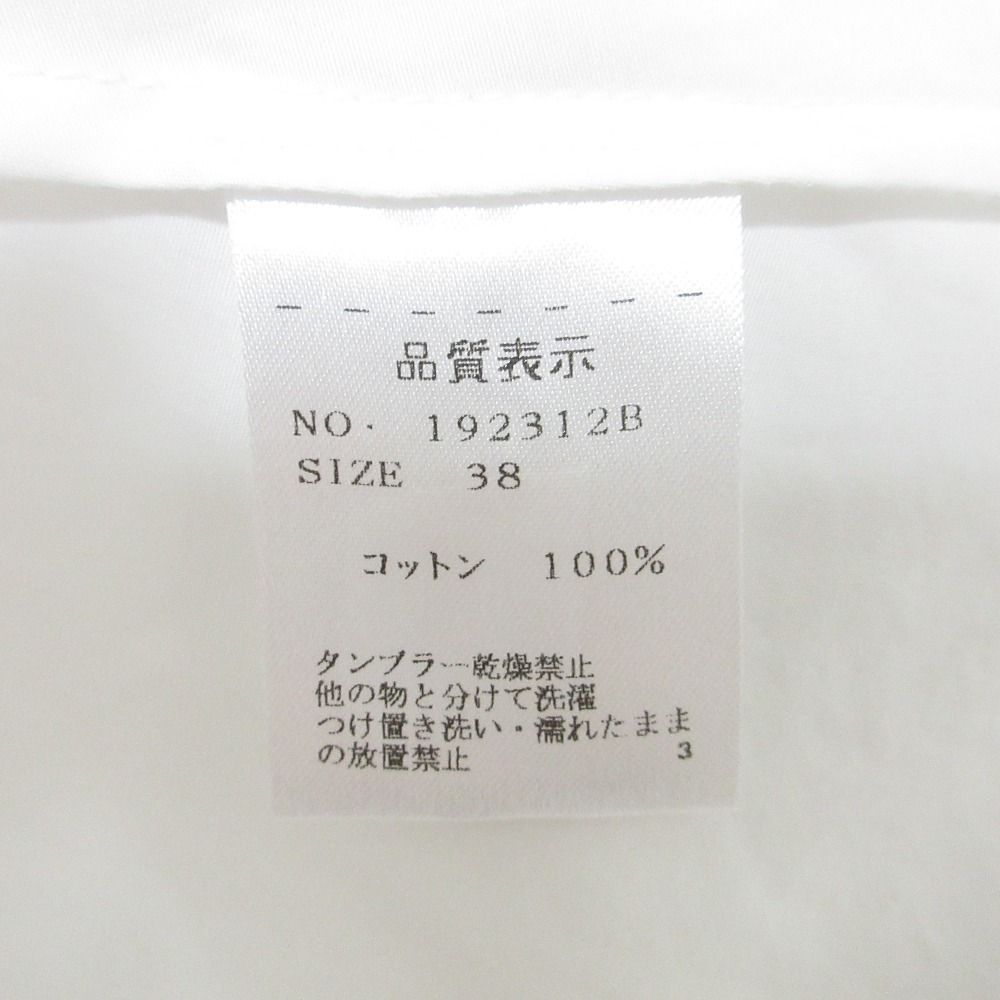 品質表示
NO. 192312B
SIZE 38
コットン 100%
タンブラー乾燥禁止
他の物と分けて洗濯
つけ置き洗い・濡れたまま
の放置禁止 3